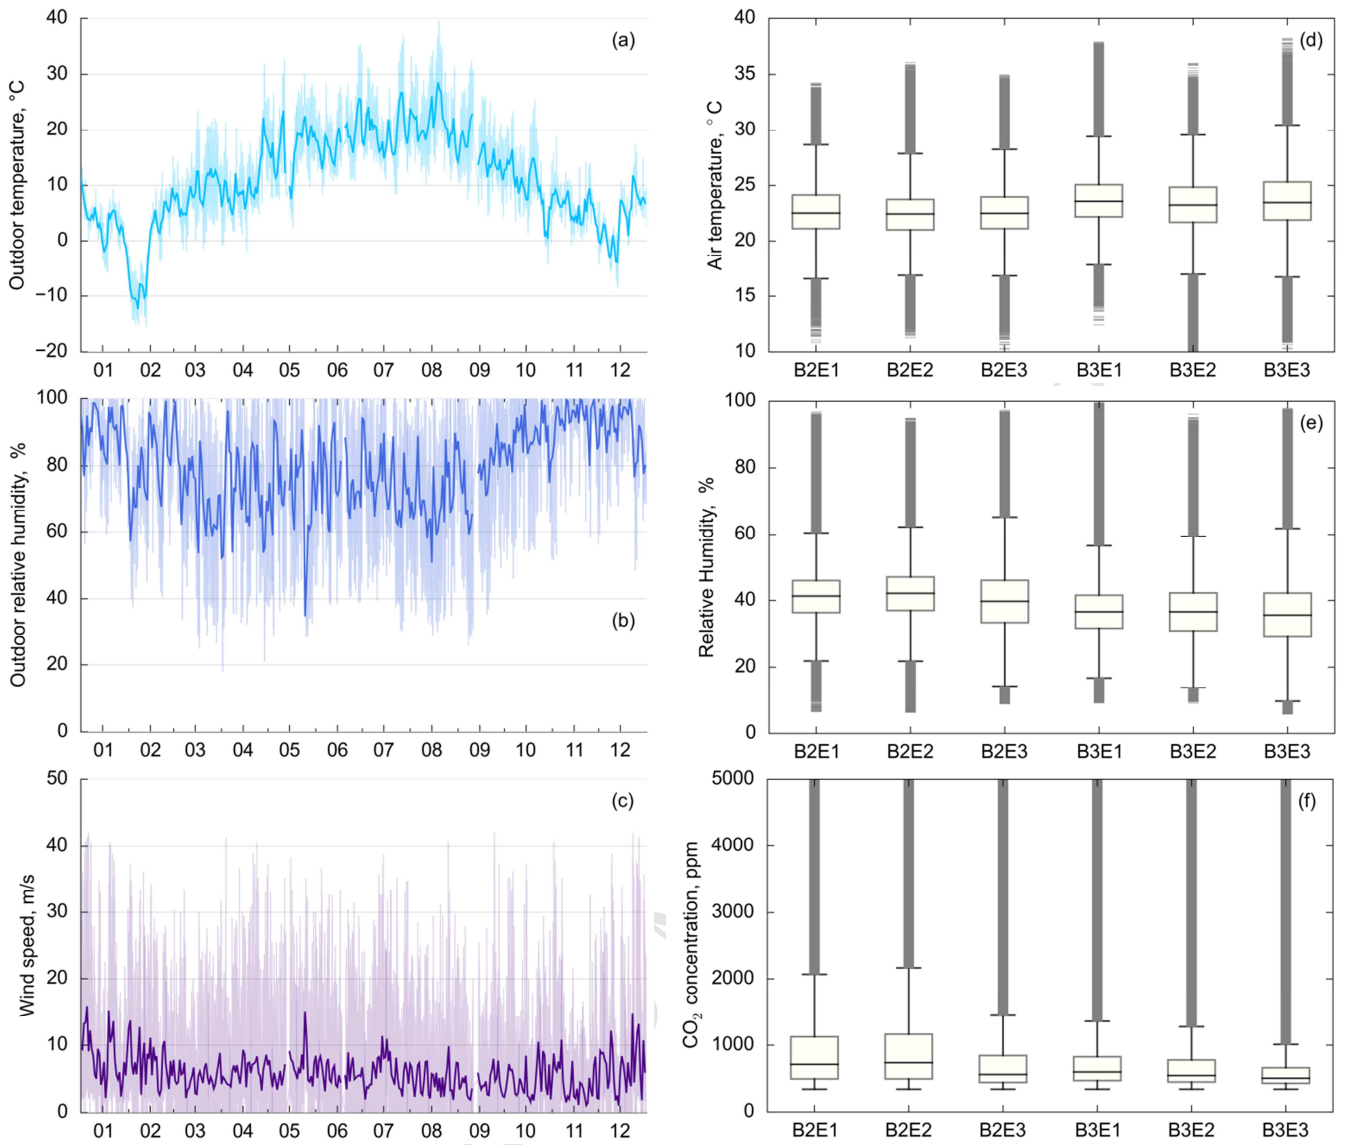 Outdoor temperature, °C
40
30
20
10
0
−10
−20
(a)
01 02 03 04 05 06 07 08 09 10 11 12
Outdoor relative humidity, %
100
80
60
40
20
0
(b)
01 02 03 04 05 06 07 08 09 10 11 12
Wind speed, m/s
50
40
30
20
10
0
(c)
01 02 03 04 05 06 07 08 09 10 11 12
Air temperature, ° C
40
35
30
25
20
15
10
(d)
B2E1 B2E2 B2E3 B3E1 B3E2 B3E3
Relative Humidity, %
100
80
60
40
20
0
(e)
B2E1 B2E2 B2E3 B3E1 B3E2 B3E3
CO₂ concentration, ppm
5000
4000
3000
2000
1000
0
(f)
B2E1 B2E2 B2E3 B3E1 B3E2 B3E3